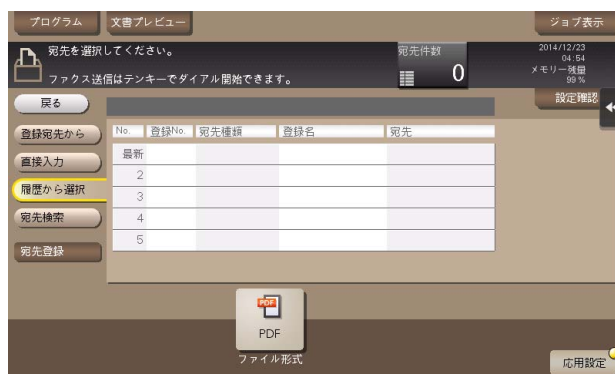 プログラム
文書プレビュー
ジョブ表示
宛先を選択してください。
ファクス送信はテンキーでダイアル開始できます。
宛先件数
0
2014/12/23
04:54
メモリー残量
99 %
戻る
設定確認
登録宛先から
直接入力
履歴から選択
宛先検索
宛先登録
No. 登録No. 宛先種類 登録名 宛先
最新
2
3
4
5
PDF
PDF
ファイル形式
応用設定